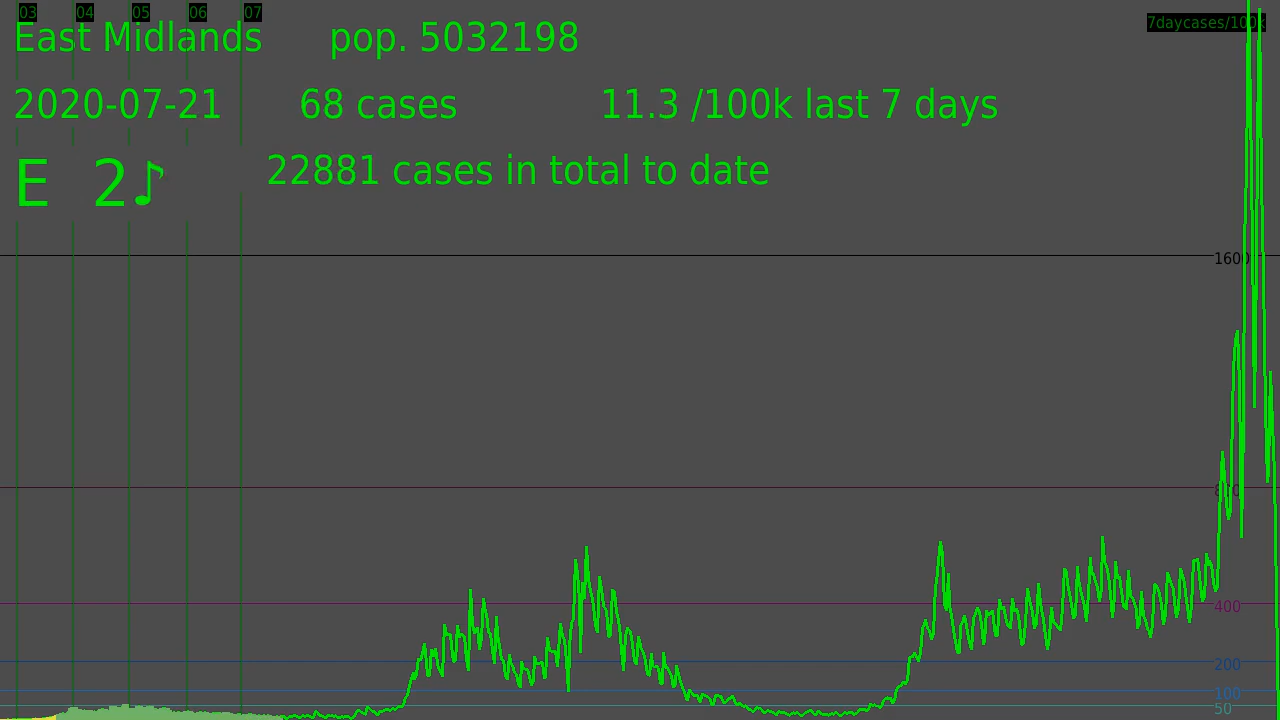 03 04 05 06 07
7daycases/100k
East Midlands pop. 5032198
2020-07-21 68 cases 11.3 /100k last 7 days
E 2♪ 22881 cases in total to date
1600
800
400
200
100
50